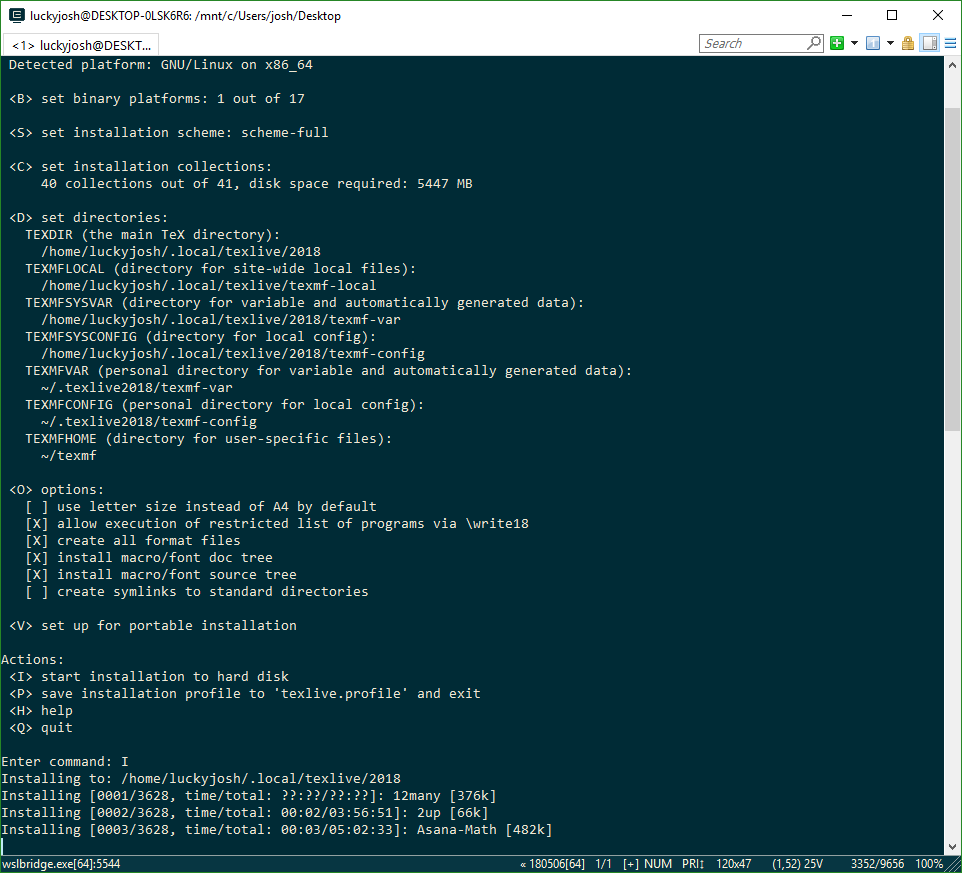 luckyjosh@DESKTOP-0LSK6R6: /mnt/c/Users/josh/Desktop
<1> luckyjosh@DESKT...
Search
Detected platform: GNU/Linux on x86_64
<B> set binary platforms: 1 out of 17
<S> set installation scheme: scheme-full
<C> set installation collections:
40 collections out of 41, disk space required: 5447 MB
<D> set directories:
TEXDIR (the main TeX directory):
/home/luckyjosh/.local/texlive/2018
TEXMFLOCAL (directory for site-wide local files):
/home/luckyjosh/.local/texlive/texmf-local
TEXMFSYSVAR (directory for variable and automatically generated data):
/home/luckyjosh/.local/texlive/2018/texmf-var
TEXMFSYSCONFIG (directory for local config):
/home/luckyjosh/.local/texlive/2018/texmf-config
TEXMFVAR (personal directory for variable and automatically generated data):
~/.texlive2018/texmf-var
TEXMFCONFIG (personal directory for local config):
~/.texlive2018/texmf-config
TEXMFHOME (directory for user-specific files):
~/texmf
<O> options:
[ ] use letter size instead of A4 by default
[X] allow execution of restricted list of programs via \write18
[X] create all format files
[X] install macro/font doc tree
[X] install macro/font source tree
[ ] create symlinks to standard directories
<V> set up for portable installation
Actions:
<I> start installation to hard disk
<P> save installation profile to 'texlive.profile' and exit
<H> help
<Q> quit
Enter command: I
Installing to: /home/luckyjosh/.local/texlive/2018
Installing [0001/3628, time/total: ??:??/??:??]: 12many [376k]
Installing [0002/3628, time/total: 00:02/03:56:51]: 2up [66k]
Installing [0003/3628, time/total: 00:03/05:02:33]: Asana-Math [482k]
wslbridge.exe[64]:5544 « 180506[64] 1/1 [+] NUM PRI↕ 120x47 (1,52) 25V 3352/9656 100%